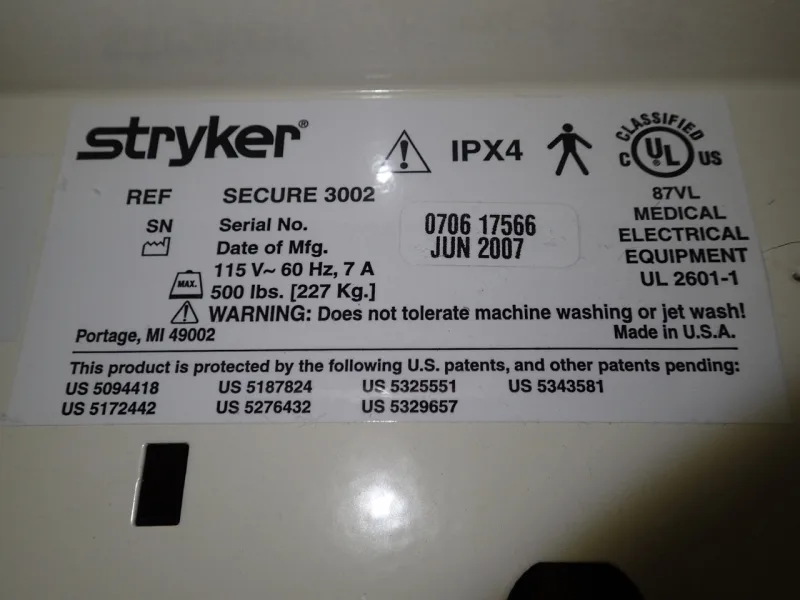 stryker®
IPX4
CLASSIFIED
C UL US
REF SECURE 3002
87VL
MEDICAL
ELECTRICAL
EQUIPMENT
UL 2601-1
SN Serial No. 0706 17566
Date of Mfg. JUN 2007
115 V~ 60 Hz, 7 A
MAX. 500 lbs. [227 Kg.]
WARNING: Does not tolerate machine washing or jet wash!
Portage, MI 49002 Made in U.S.A.
This product is protected by the following U.S. patents, and other patents pending:
US 5094418 US 5187824 US 5325551 US 5343581
US 5172442 US 5276432 US 5329657